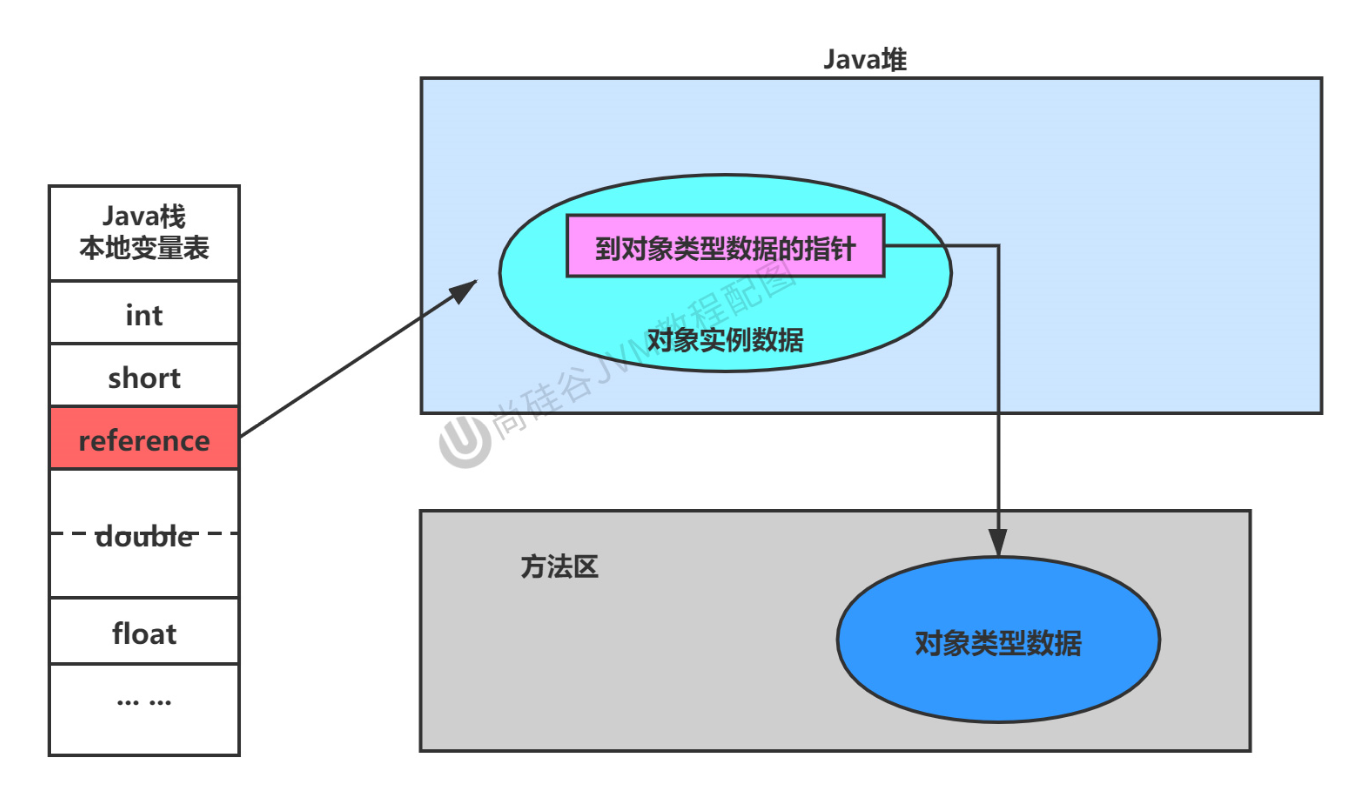 Java堆
Java栈
本地变量表
int
short
reference
double
float
... ...
到对象类型数据的指针
对象实例数据
尚硅谷JVM教程配图
方法区
对象类型数据